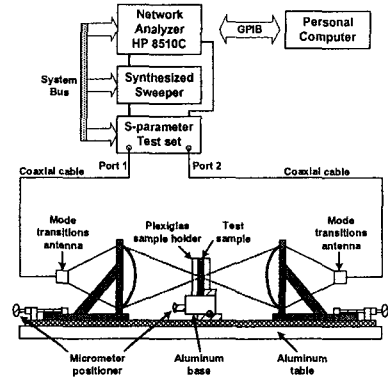 Network
Analyzer
HP 8510C
GPIB
Personal
Computer
System
Bus
Synthesized
Sweeper
S-parameter
Test set
Port 1
Port 2
Coaxial cable
Coaxial cable
Mode
transitions
antenna
Plexiglas
sample holder
Test
sample
Mode
transitions
antenna
Micrometer
positioner
Aluminum
base
Aluminum
table